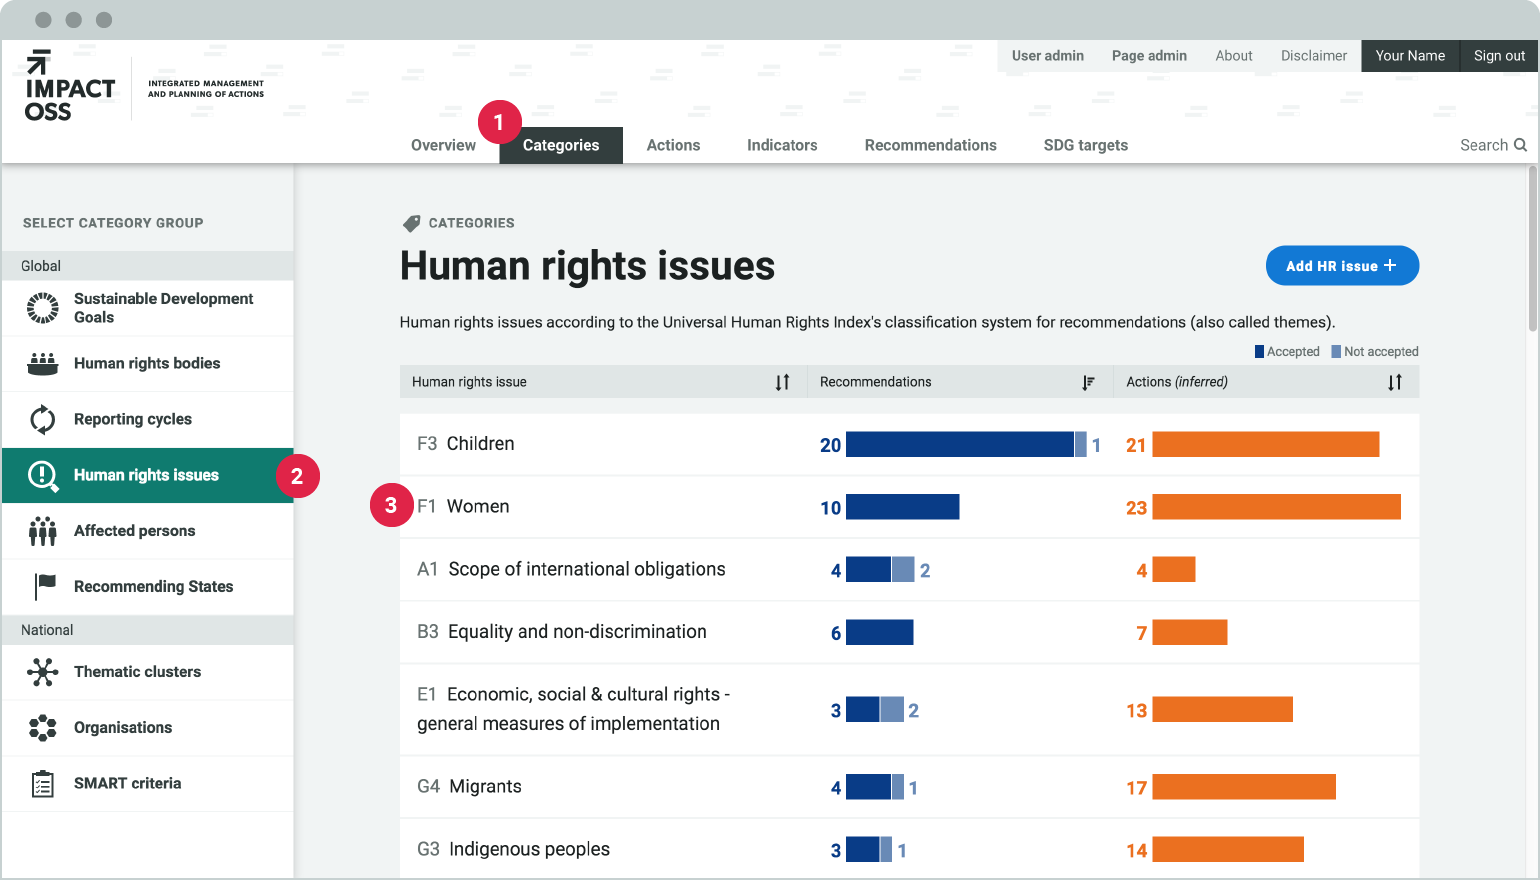 User admin Page admin About Disclaimer Your Name Sign out
IMPACT
OSS
INTEGRATED MANAGEMENT
AND PLANNING OF ACTIONS
1
Overview Categories Actions Indicators Recommendations SDG targets Search
SELECT CATEGORY GROUP
Global
Sustainable Development
Goals
Human rights bodies
Reporting cycles
Human rights issues 2
Affected persons
Recommending States
National
Thematic clusters
Organisations
SMART criteria
CATEGORIES
Human rights issues
Add HR issue +
Human rights issues according to the Universal Human Rights Index's classification system for recommendations (also called themes).
Accepted Not accepted
Human rights issue Recommendations Actions (inferred)
F3 Children 20 1 21
3 F1 Women 10 23
A1 Scope of international obligations 4 2 4
B3 Equality and non-discrimination 6 7
E1 Economic, social & cultural rights -
general measures of implementation 3 2 13
G4 Migrants 4 1 17
G3 Indigenous peoples 3 1 14